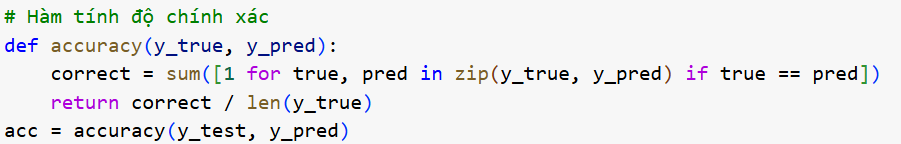 # Hàm tính độ chính xác
def accuracy(y_true, y_pred):
    correct = sum([1 for true, pred in zip(y_true, y_pred) if true == pred])
    return correct / len(y_true)
acc = accuracy(y_test, y_pred)